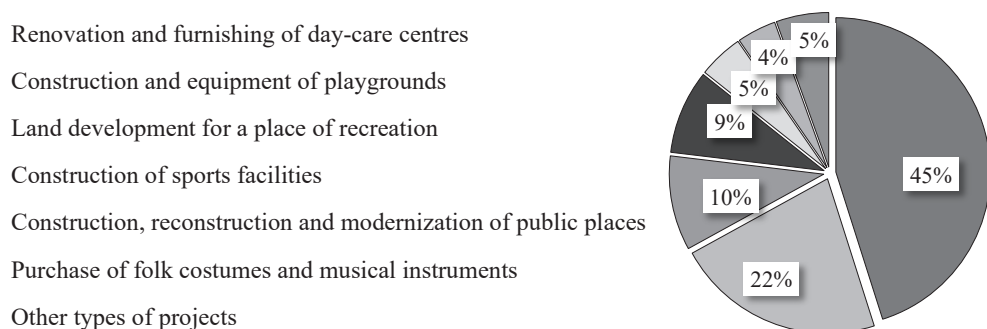 Renovation and furnishing of day-care centres
Construction and equipment of playgrounds
Land development for a place of recreation
Construction of sports facilities
Construction, reconstruction and modernization of public places
Purchase of folk costumes and musical instruments
Other types of projects
5%
4%
5%
9%
10%
22%
45%